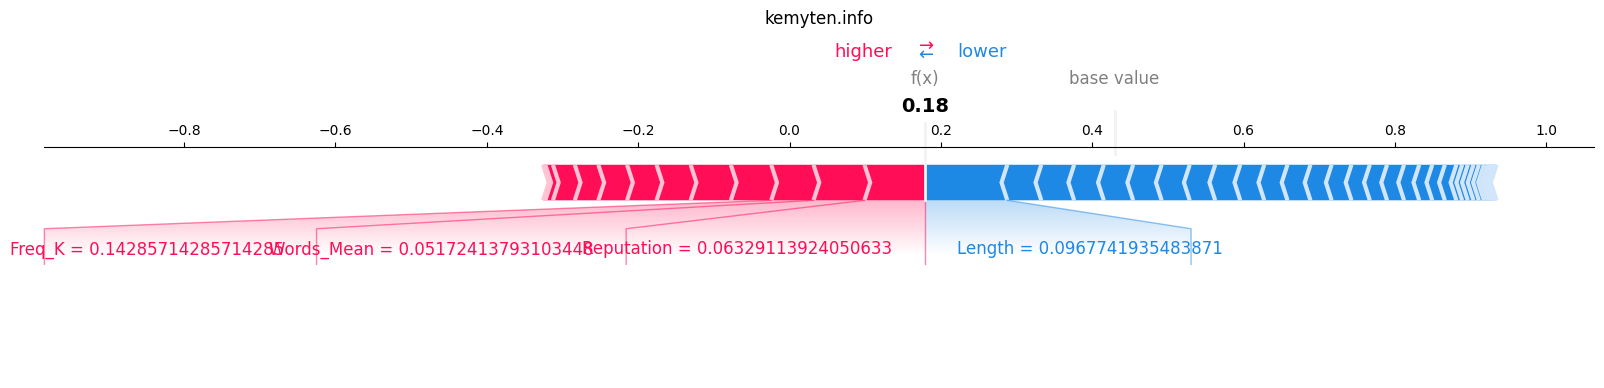 kemyten.info
higher ⇄ lower
f(x) base value
0.18
−0.8 −0.6 −0.4 −0.2 0.0 0.2 0.4 0.6 0.8 1.0
Freq_K = 0.14285714285714285 Words_Mean = 0.0517241379310344​8 Reputation = 0.06329113924050633 Length = 0.0967741935483871